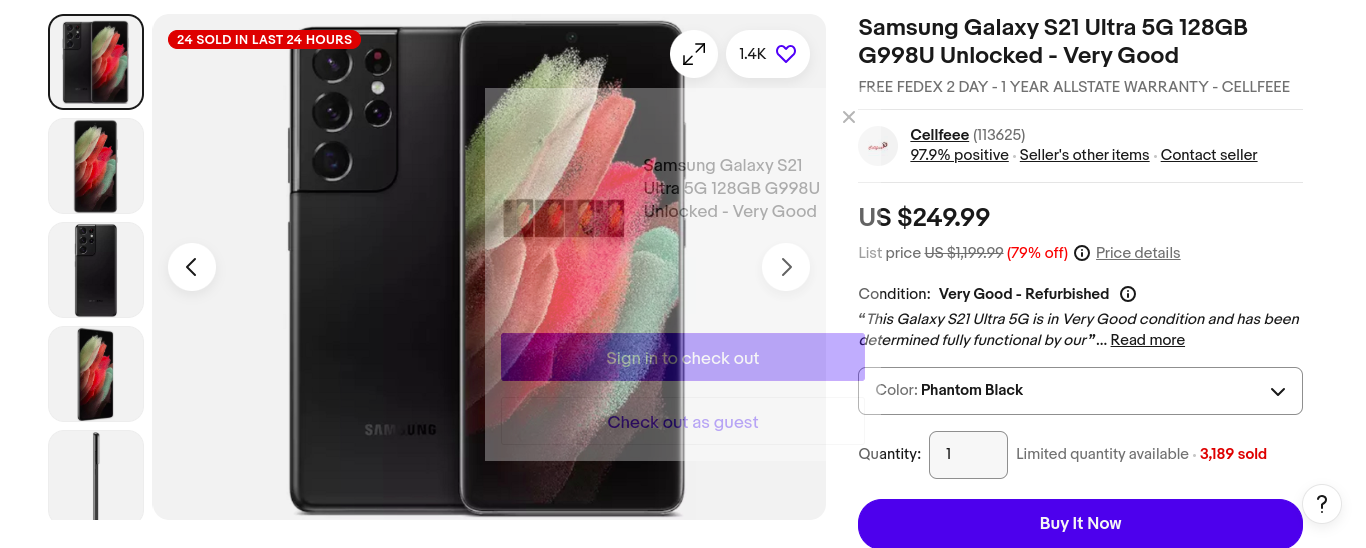 24 SOLD IN LAST 24 HOURS
1.4K
SAMSUNG
Samsung Galaxy S21
Ultra 5G 128GB G998U
Unlocked - Very Good
Sign in to check out
Check out as guest
Samsung Galaxy S21 Ultra 5G 128GB
G998U Unlocked - Very Good
FREE FEDEX 2 DAY - 1 YEAR ALLSTATE WARRANTY - CELLFEEE
Cellfeee (113625)
97.9% positive · Seller's other items · Contact seller
US $249.99
List price US $1,199.99 (79% off) Price details
Condition: Very Good - Refurbished
“This Galaxy S21 Ultra 5G is in Very Good condition and has been
determined fully functional by our”... Read more
Color: Phantom Black
Quantity: 1 Limited quantity available · 3,189 sold
Buy It Now
?